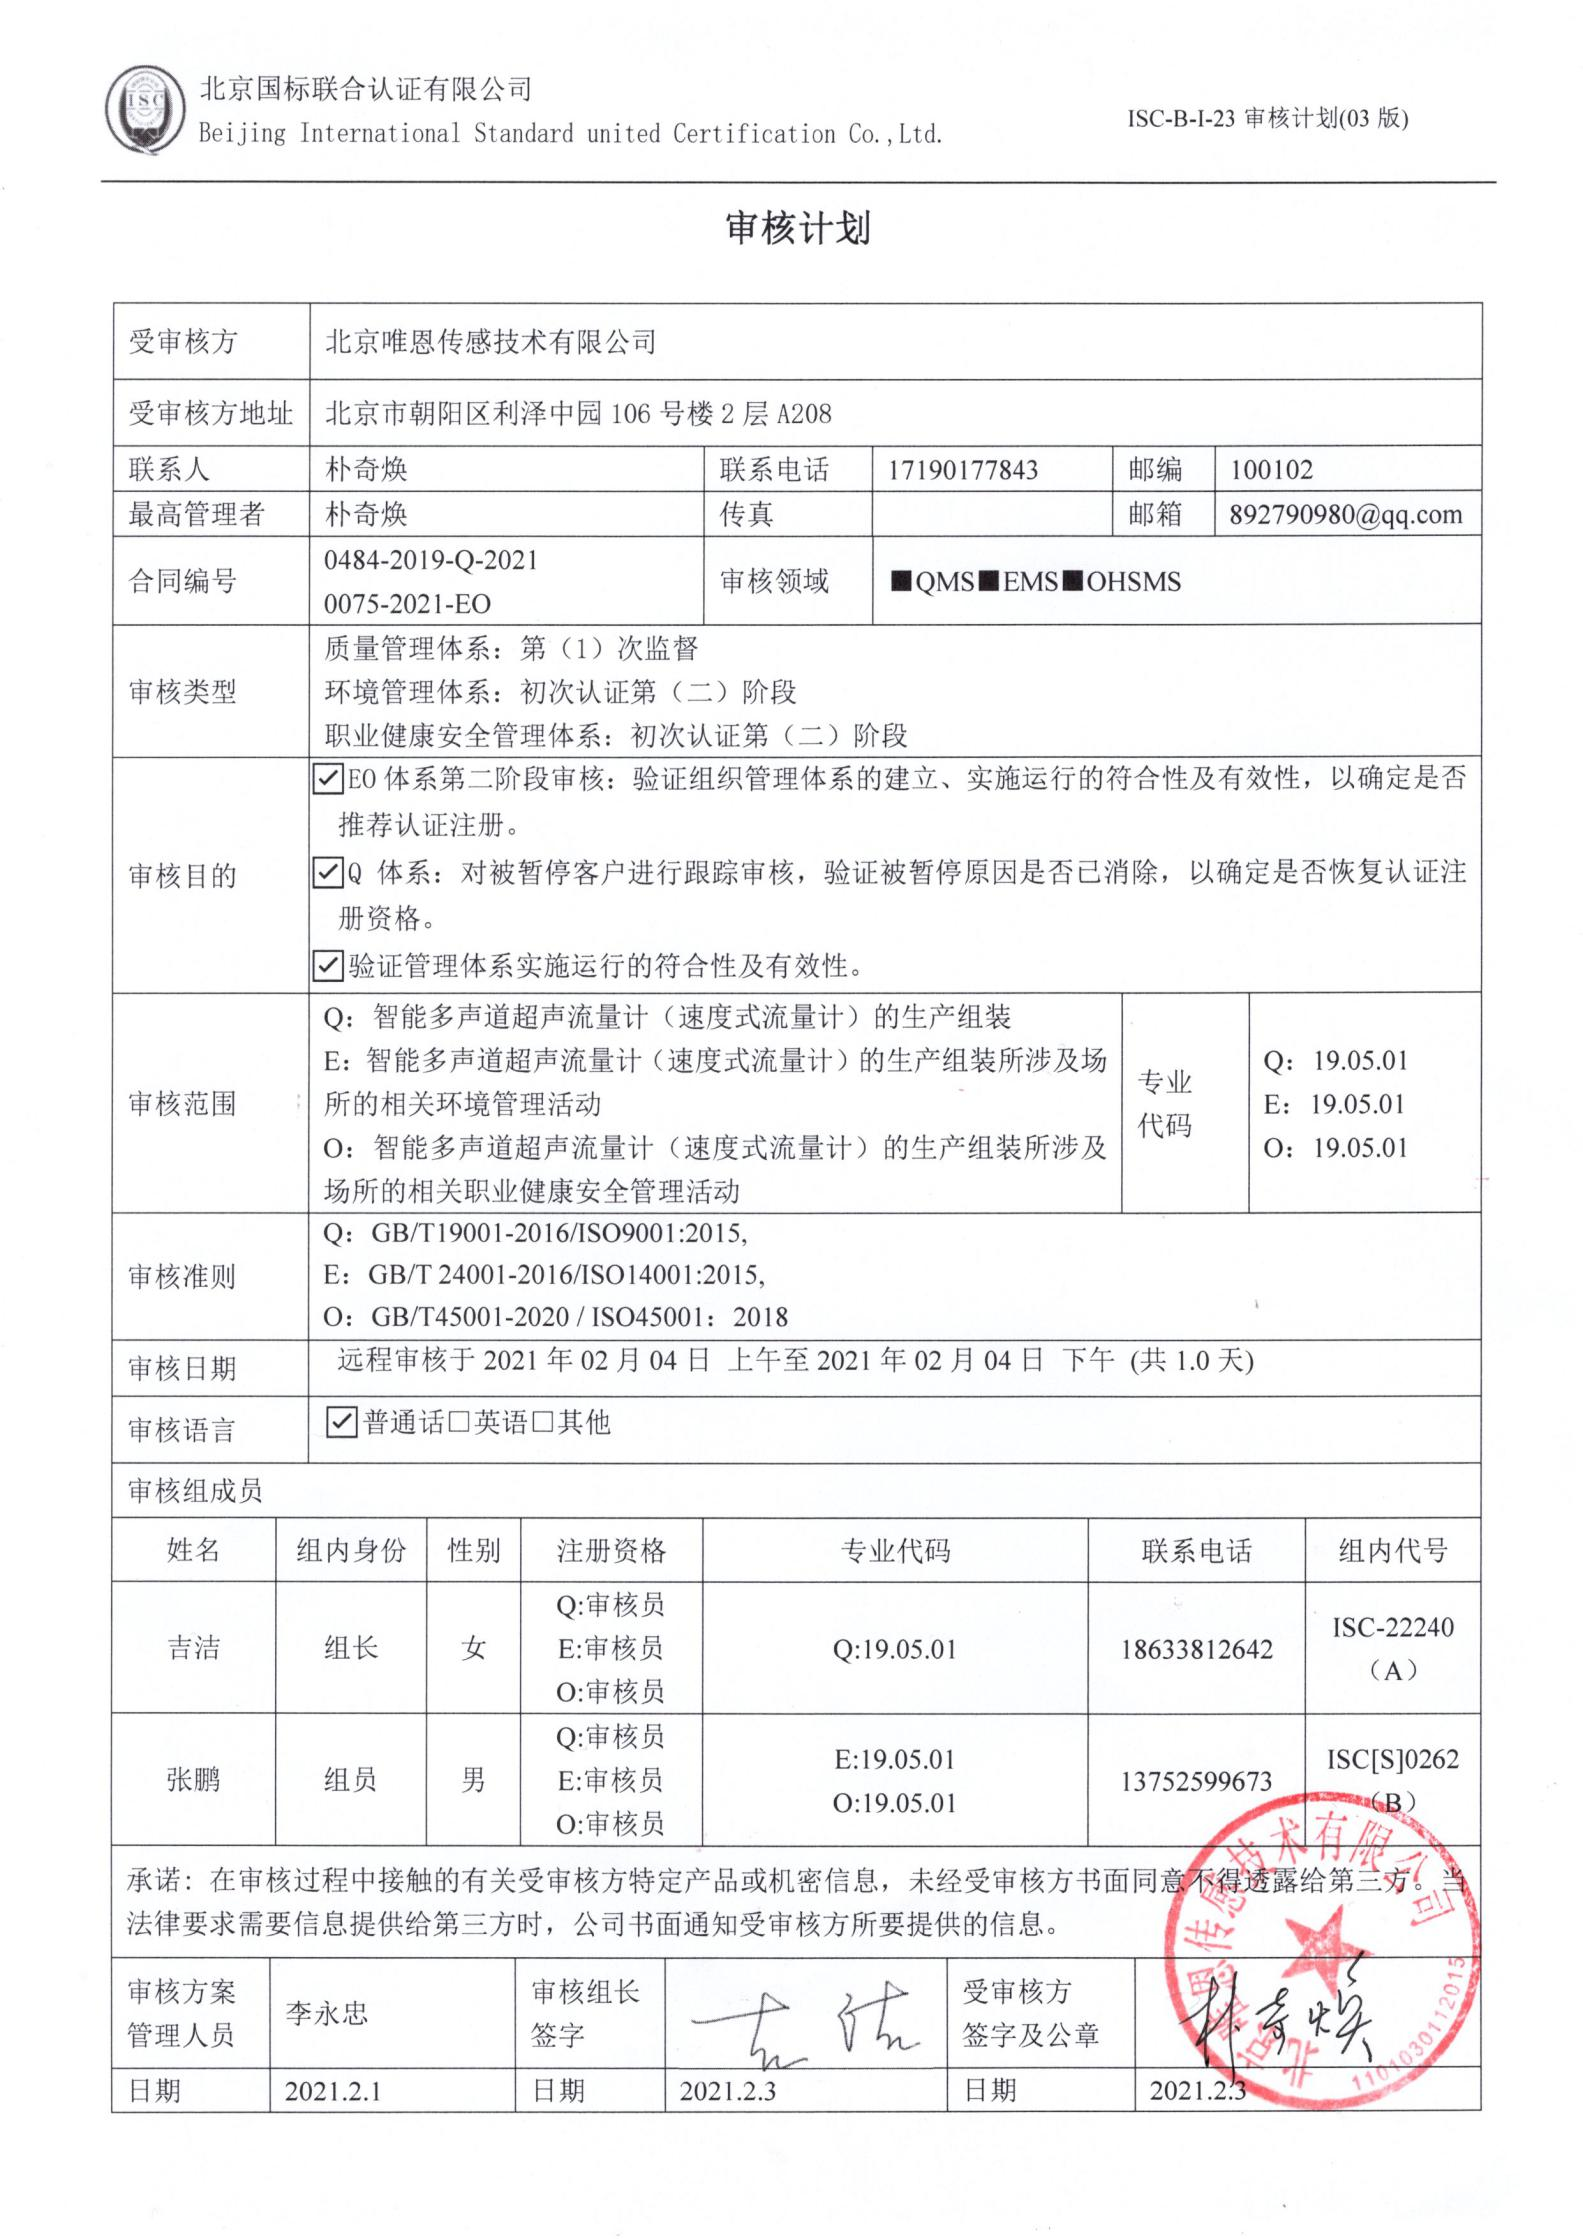 ISC
北京国标联合认证有限公司
Beijing International Standard united Certification Co.,Ltd.
ISC-B-I-23 审核计划(03 版)
审核计划
受审核方 北京唯恩传感技术有限公司
受审核方地址 北京市朝阳区利泽中园 106 号楼 2 层 A208
联系人 朴奇焕 联系电话 17190177843 邮编 100102
最高管理者 朴奇焕 传真 邮箱 892790980@qq.com
合同编号
0484-2019-Q-2021
0075-2021-EO
审核领域 ■QMS■EMS■OHSMS
审核类型
质量管理体系：第（1）次监督
环境管理体系：初次认证第（二）阶段
职业健康安全管理体系：初次认证第（二）阶段
审核目的
☑EO 体系第二阶段审核：验证组织管理体系的建立、实施运行的符合性及有效性，以确定是否
推荐认证注册。
☑Q 体系：对被暂停客户进行跟踪审核，验证被暂停原因是否已消除，以确定是否恢复认证注
册资格。
☑验证管理体系实施运行的符合性及有效性。
审核范围
Q：智能多声道超声流量计（速度式流量计）的生产组装
E：智能多声道超声流量计（速度式流量计）的生产组装所涉及场
所的相关环境管理活动
O：智能多声道超声流量计（速度式流量计）的生产组装所涉及
场所的相关职业健康安全管理活动
专业
代码
Q：19.05.01
E：19.05.01
O：19.05.01
审核准则
Q：GB/T19001-2016/ISO9001:2015,
E：GB/T 24001-2016/ISO14001:2015,
O：GB/T45001-2020 / ISO45001：2018
审核日期 远程审核于 2021 年 02 月 04 日 上午至 2021 年 02 月 04 日 下午 (共 1.0 天)
审核语言 ☑普通话□英语□其他
审核组成员
姓名 组内身份 性别 注册资格 专业代码 联系电话 组内代号
吉洁 组长 女
Q:审核员
E:审核员
O:审核员
Q:19.05.01
18633812642
ISC-22240
（A）
张鹏 组员 男
Q:审核员
E:审核员
O:审核员
E:19.05.01
O:19.05.01
13752599673
ISC[S]0262
（B）
承诺：在审核过程中接触的有关受审核方特定产品或机密信息，未经受审核方书面同意不得透露给第三方。当
法律要求需要信息提供给第三方时，公司书面通知受审核方所要提供的信息。
审核方案
管理人员
李永忠
审核组长
签字
吉洁
受审核方
签字及公章
朴奇焕
北京唯恩传感技术有限公司
1101030112015
日期 2021.2.1 日期 2021.2.3 日期 2021.2.3